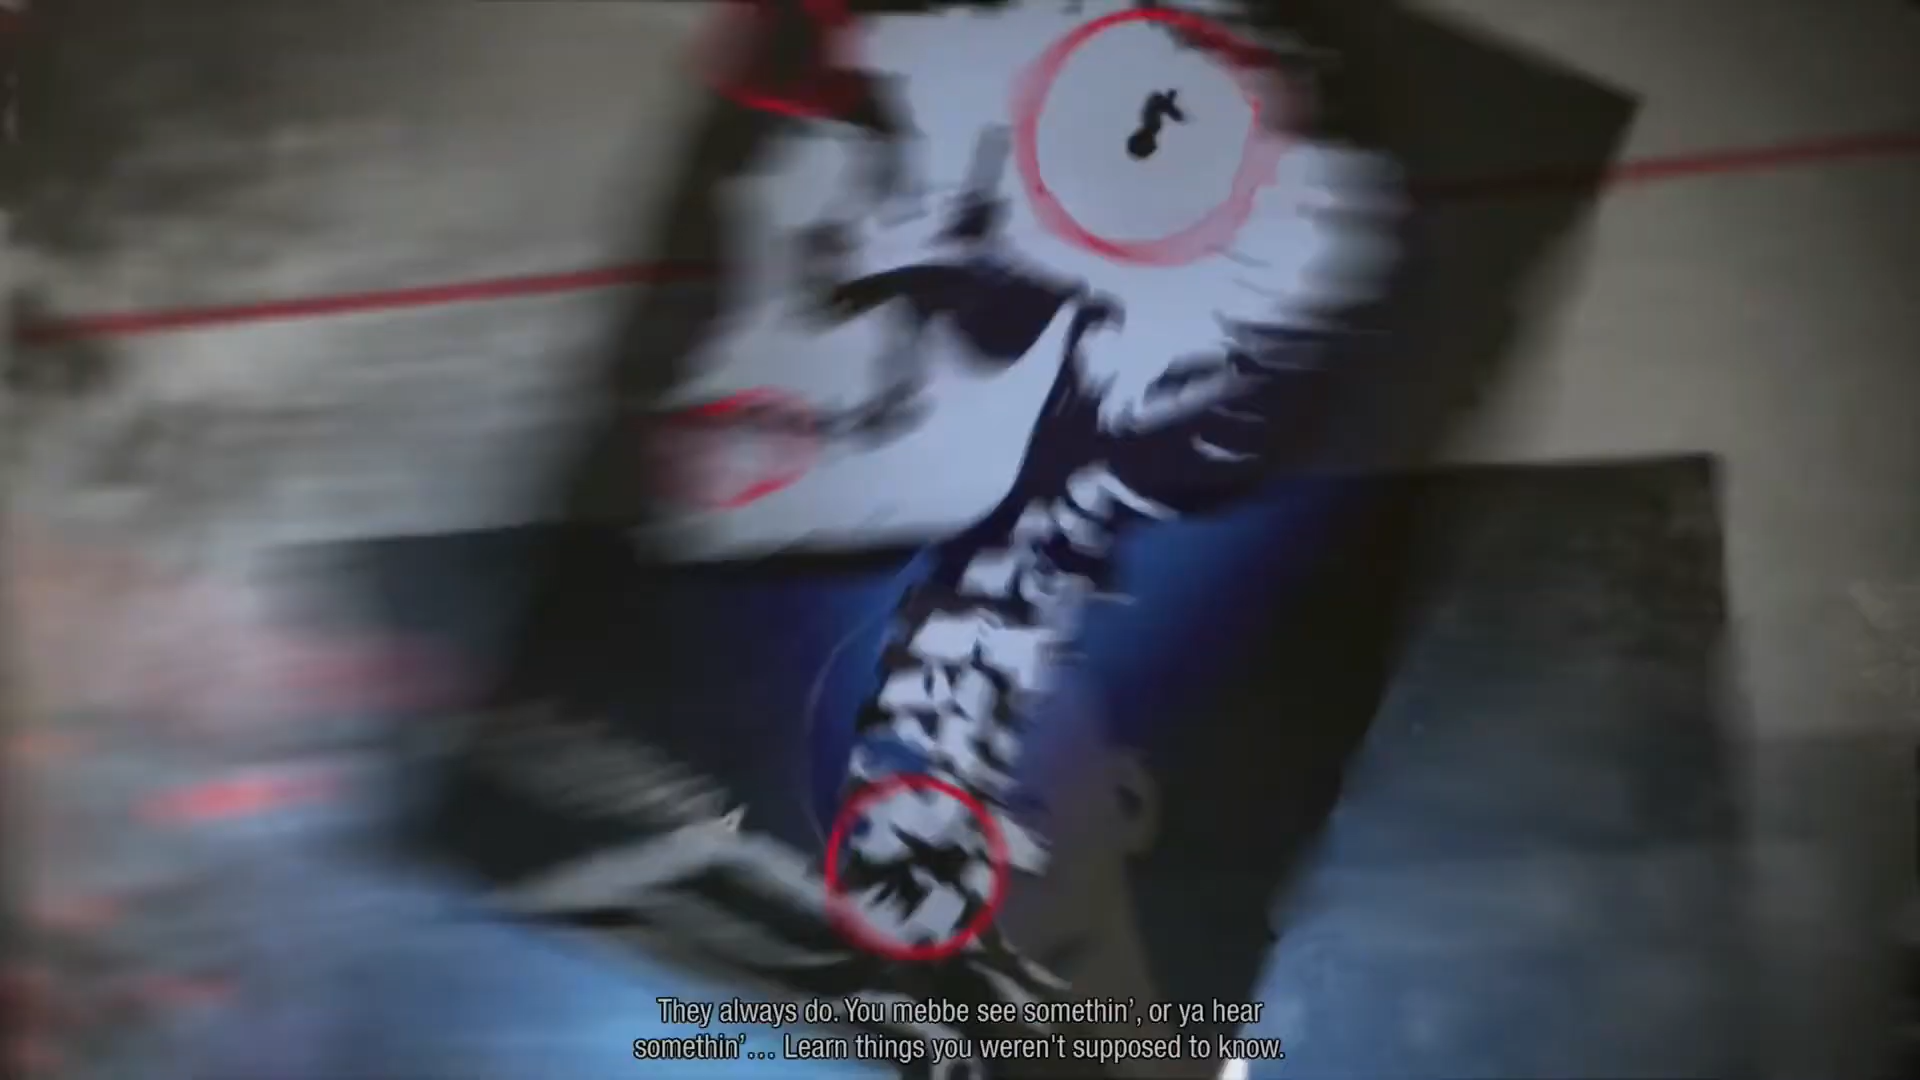 They always do. You mebbe see somethin’, or ya hear
somethin’… Learn things you weren't supposed to know.